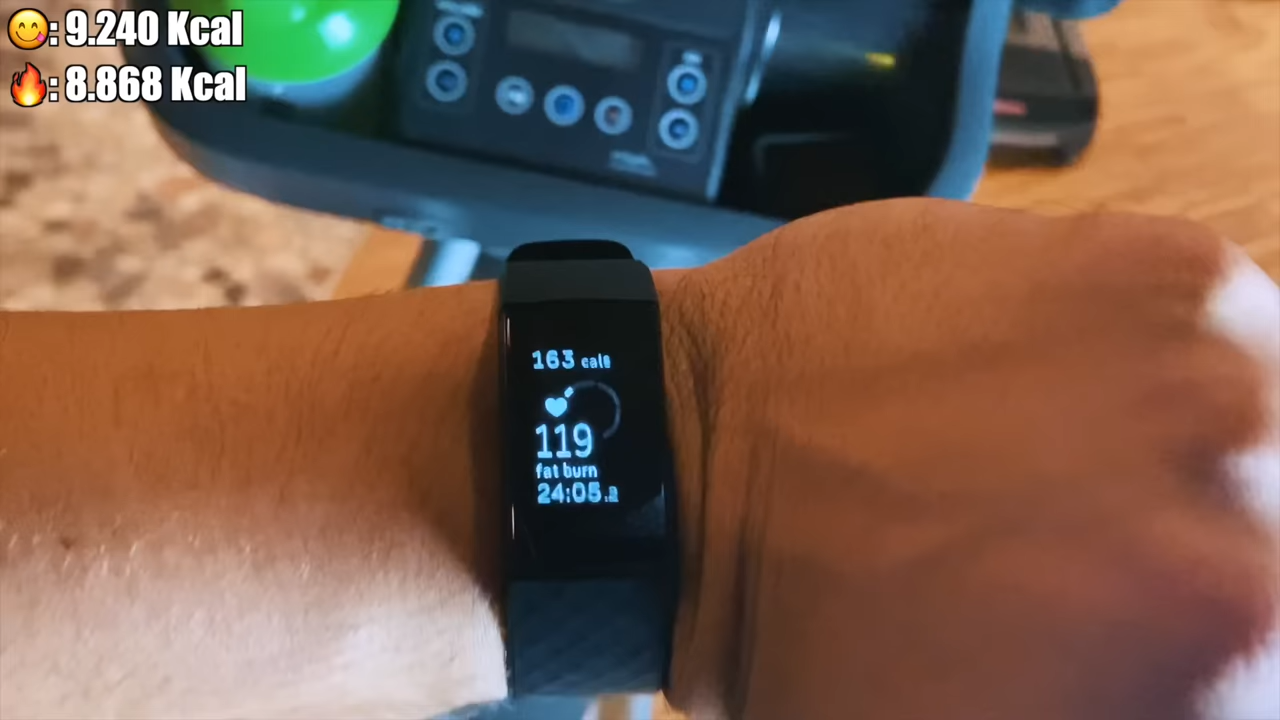 😋: 9.240 Kcal
🔥: 8.868 Kcal
163 cals
119
fat burn
24:05